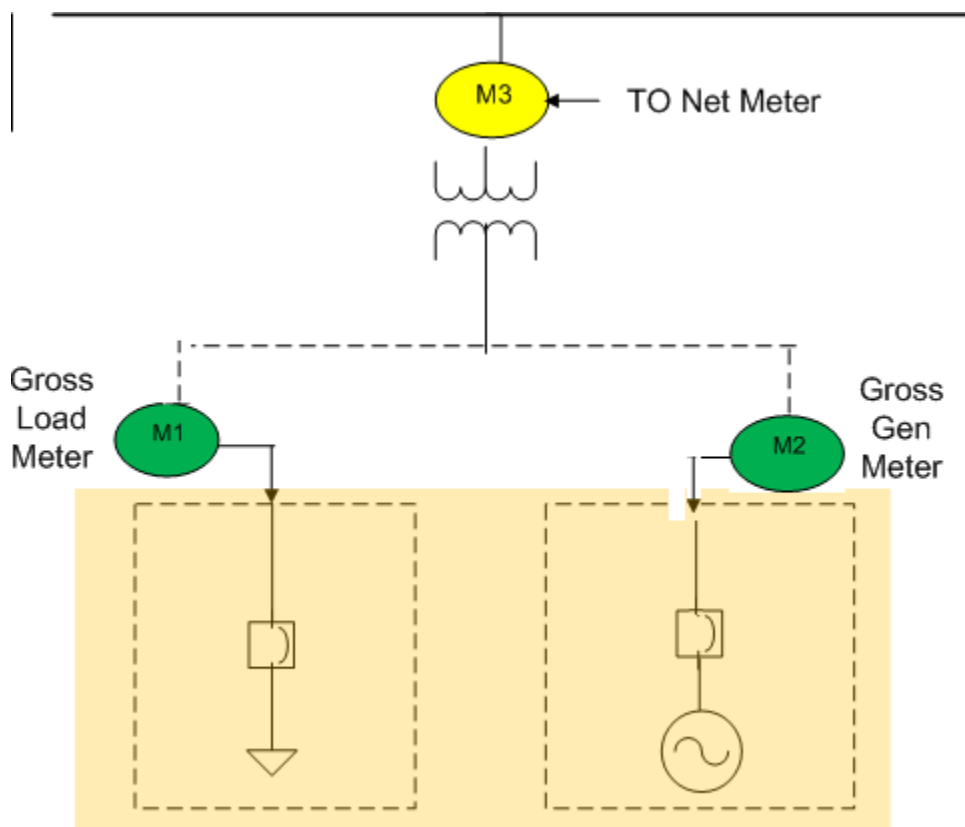 M3
TO Net Meter
Gross
Load
Meter
M1
M2
Gross
Gen
Meter